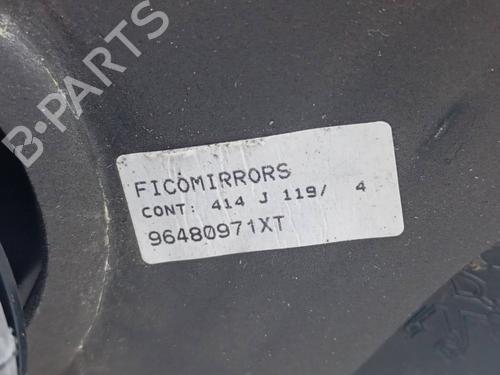 B-PARTS
FICOMIRRORS
CONT: 414 J 119/ 4
96480971XT